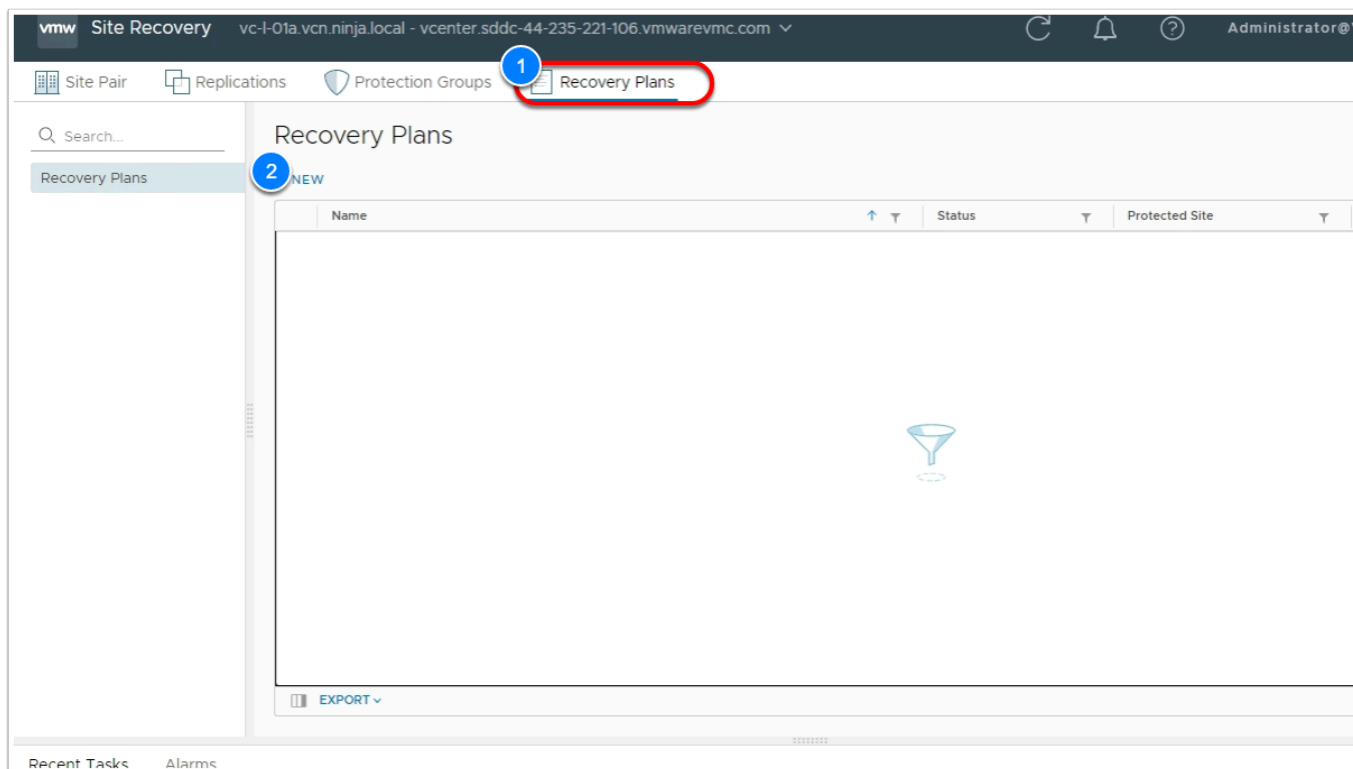 vmw Site Recovery vc-l-01a.vcn.ninja.local - vcenter.sddc-44-235-221-106.vmwarevmc.com ? Administrator@
1
Site Pair Replications Protection Groups Recovery Plans
Search... Recovery Plans
Recovery Plans 2 NEW
Name Status Protected Site
EXPORT
Recent Tasks Alarms